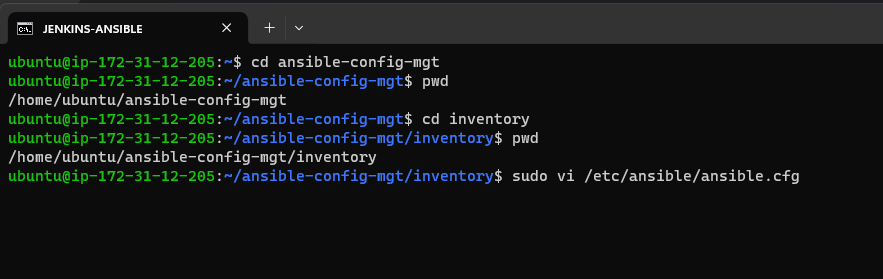 JENKINS-ANSIBLE
ubuntu@ip-172-31-12-205:~$ cd ansible-config-mgt
ubuntu@ip-172-31-12-205:~/ansible-config-mgt$ pwd
/home/ubuntu/ansible-config-mgt
ubuntu@ip-172-31-12-205:~/ansible-config-mgt$ cd inventory
ubuntu@ip-172-31-12-205:~/ansible-config-mgt/inventory$ pwd
/home/ubuntu/ansible-config-mgt/inventory
ubuntu@ip-172-31-12-205:~/ansible-config-mgt/inventory$ sudo vi /etc/ansible/ansible.cfg